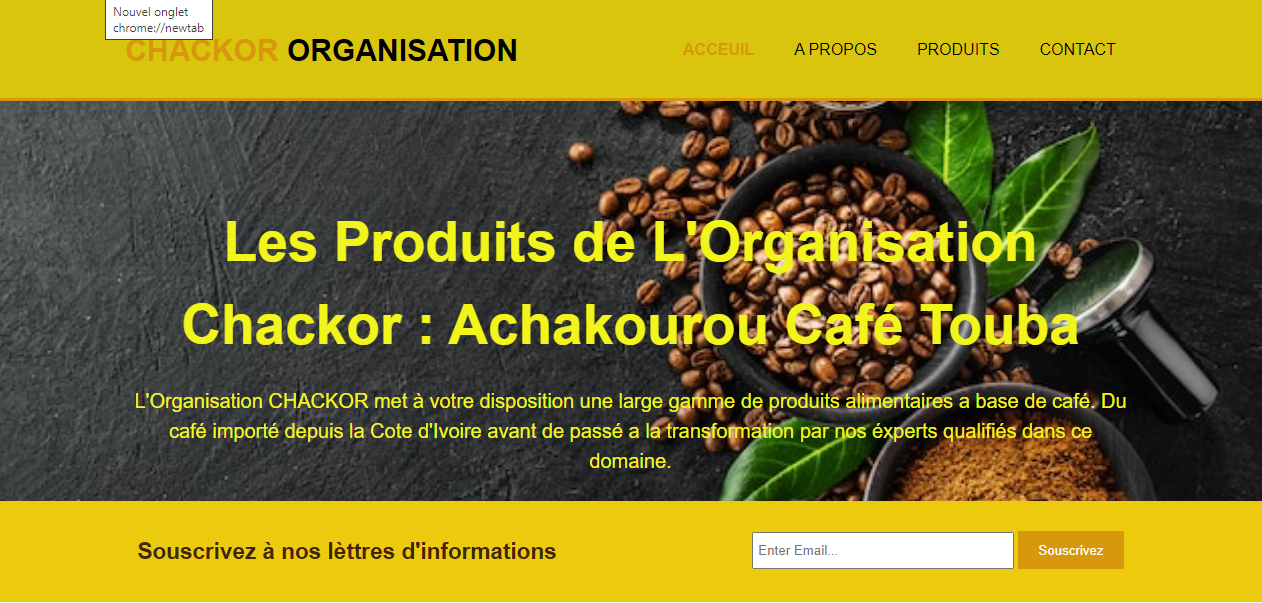 Nouvel onglet
chrome://newtab
CHACKOR ORGANISATION
ACCEUIL A PROPOS PRODUITS CONTACT
Les Produits de L'Organisation
Chackor : Achakourou Café Touba
L'Organisation CHACKOR met à votre disposition une large gamme de produits alimentaires a base de café. Du
café importé depuis la Cote d'Ivoire avant de passé a la transformation par nos éxperts qualifiés dans ce
domaine.
Souscrivez à nos lèttres d'informations
Enter Email...
Souscrivez